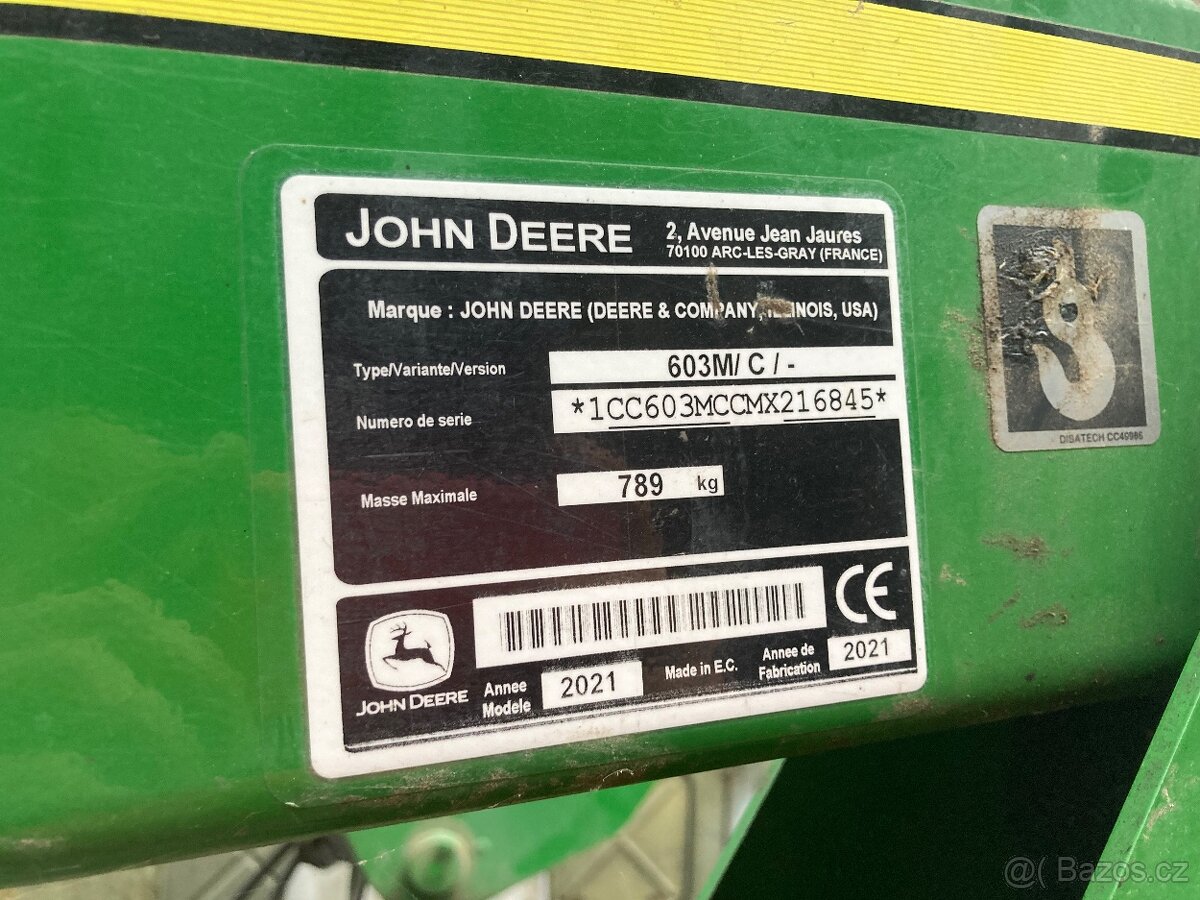 JOHN DEERE
2, Avenue Jean Jaures
70100 ARC-LES-GRAY (FRANCE)
Marque : JOHN DEERE (DEERE & COMPANY, ILLINOIS, USA)
Type/Variante/Version 603M/ C / -
Numero de serie *1CC603MCCMX216845*
Masse Maximale 789 kg
JOHN DEERE
Annee
Modele
2021
Made in E.C.
Annee de
Fabrication
2021
CE
DISATECH CC49986
@( Bazos.cz